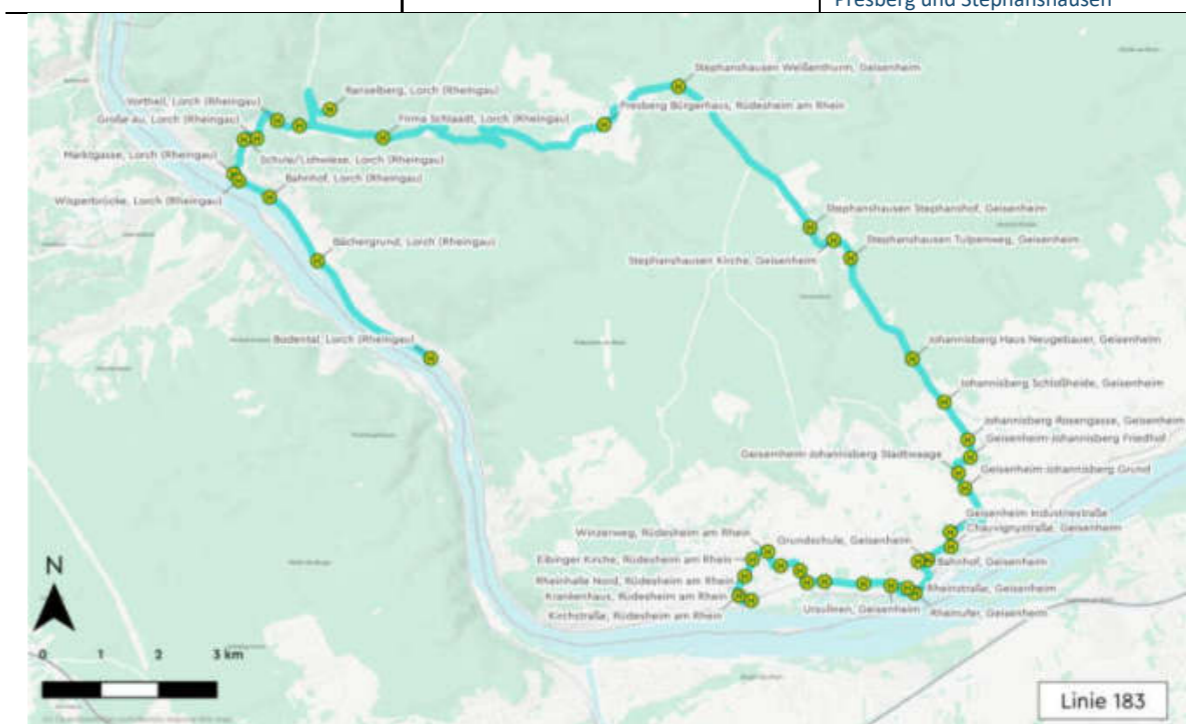 Presberg und Stephanshausen
Stephanshausen Weißenthurm, Geisenheim
Ranselberg, Lorch (Rheingau)
Vortheil, Lorch (Rheingau)
Presberg Bürgerhaus, Rüdesheim am Rhein
Große Au, Lorch (Rheingau)
Firma Schlaadt, Lorch (Rheingau)
Marktgasse, Lorch (Rheingau)
Schule/Lohwiese, Lorch (Rheingau)
Bahnhof, Lorch (Rheingau)
Wisperbrücke, Lorch (Rheingau)
Stephanshausen Stephanshof, Geisenheim
Bächergrund, Lorch (Rheingau)
Stephanshausen Tulpenweg, Geisenheim
Stephanshausen Kirche, Geisenheim
Bodental, Lorch (Rheingau)
Johannisberg Haus Neugebauer, Geisenheim
Johannisberg Schloßheide, Geisenheim
Johannisberg Rosengasse, Geisenheim
Geisenheim-Johannisberg Friedhof
Geisenheim-Johannisberg Stadtwaage
Geisenheim-Johannisberg Grund
Geisenheim Industriestraße
Chauvignystraße, Geisenheim
Winzerweg, Rüdesheim am Rhein
Grundschule, Geisenheim
Eibinger Kirche, Rüdesheim am Rhein
Bahnhof, Geisenheim
Rheinhalle Nord, Rüdesheim am Rhein
Krankenhaus, Rüdesheim am Rhein
Rheinstraße, Geisenheim
Kirchstraße, Rüdesheim am Rhein
Ursulinen, Geisenheim
Rheinufer, Geisenheim
N
0 1 2 3 km
Linie 183